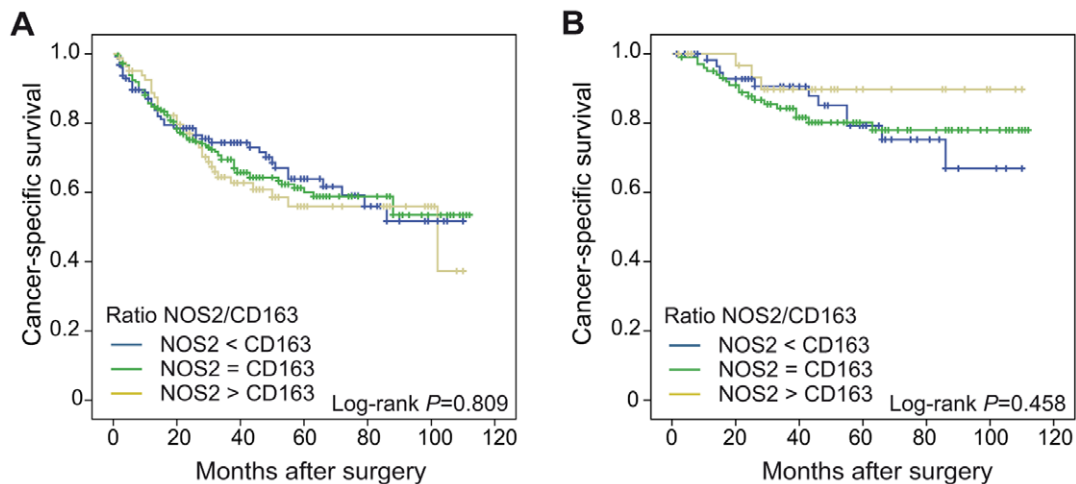 A
Cancer-specific survival
1.0
0.8
0.6
0.4
0.2
0
Ratio NOS2/CD163
NOS2 < CD163
NOS2 = CD163
NOS2 > CD163
Log-rank P=0.809
0 20 40 60 80 100 120
Months after surgery
B
Cancer-specific survival
1.0
0.8
0.6
0.4
0.2
0
Ratio NOS2/CD163
NOS2 < CD163
NOS2 = CD163
NOS2 > CD163
Log-rank P=0.458
0 20 40 60 80 100 120
Months after surgery